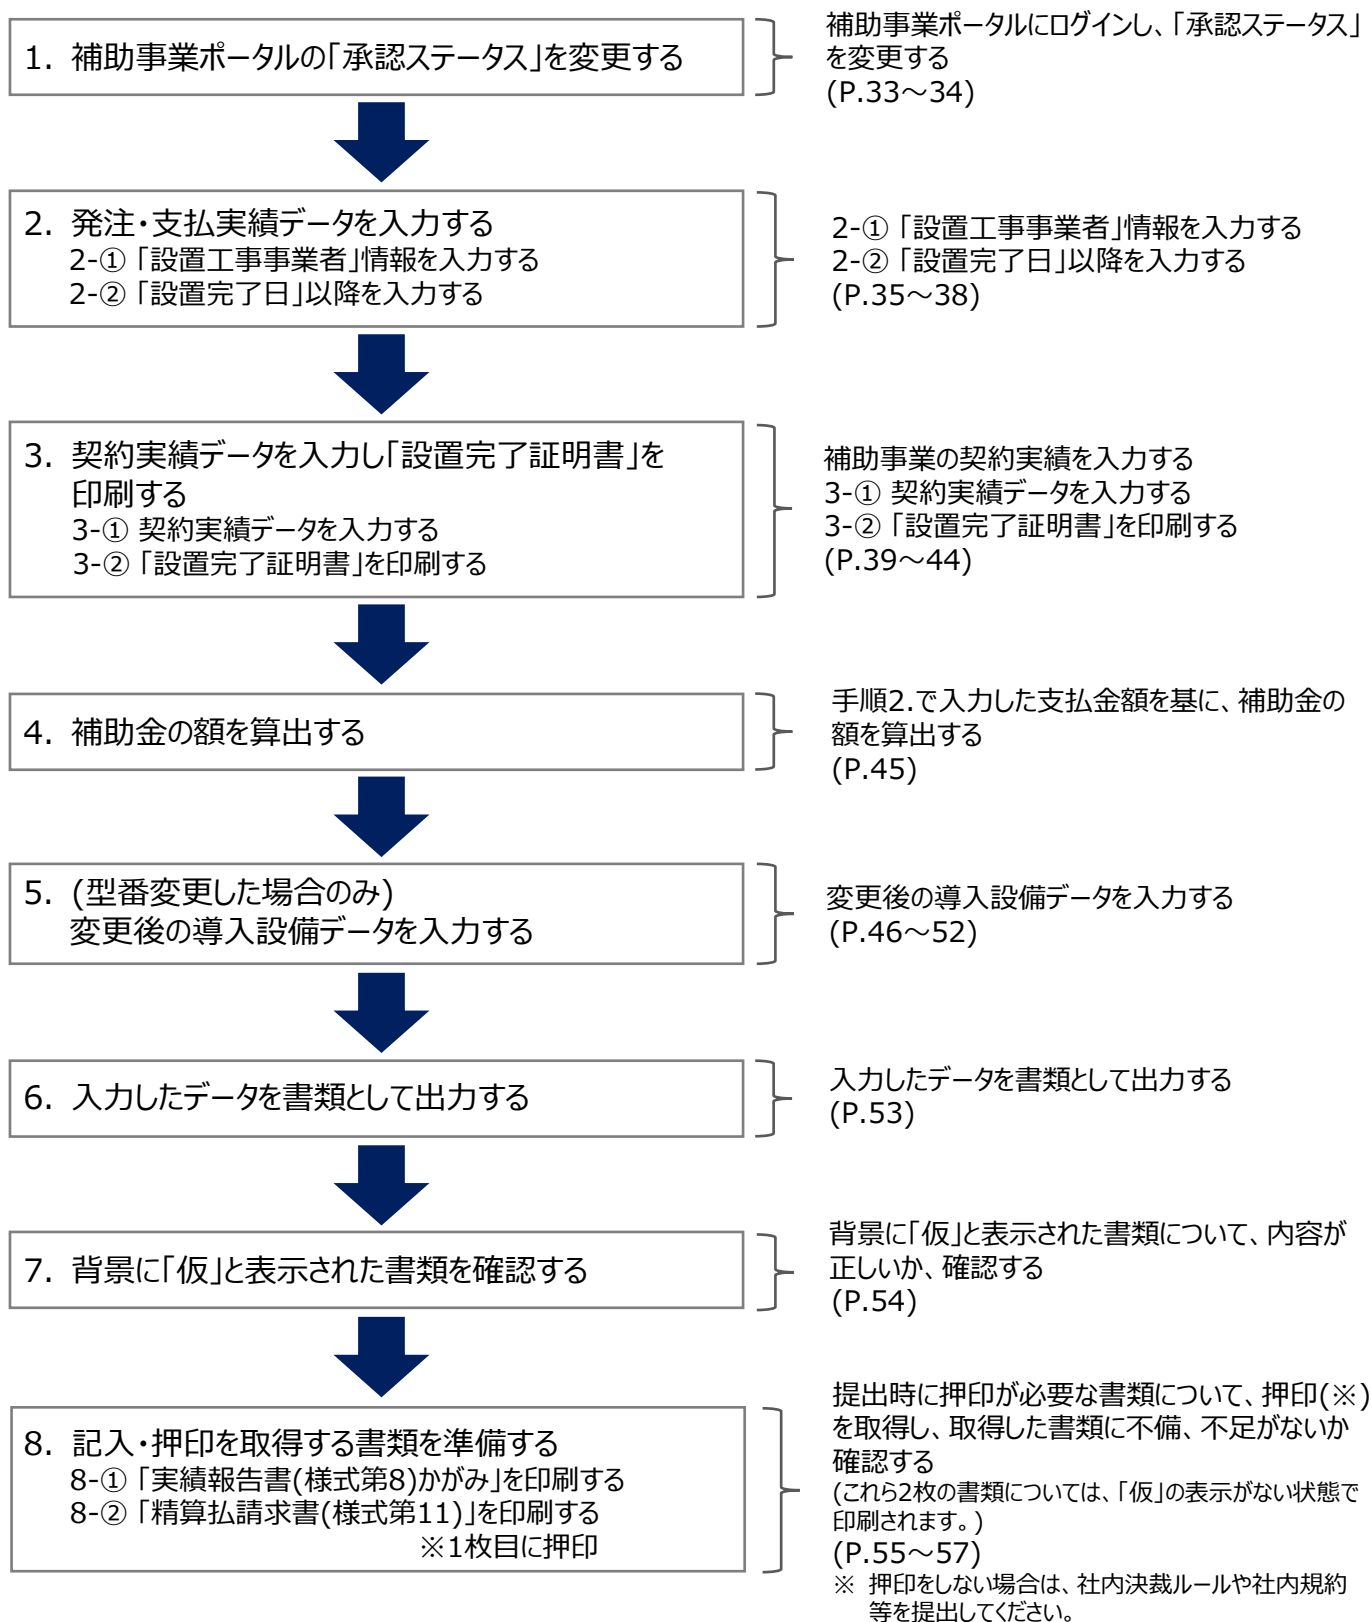 1. 補助事業ポータルの「承認ステータス」を変更する
補助事業ポータルにログインし、「承認ステータス」
を変更する
(P.33～34)
2. 発注・支払実績データを入力する
2-① 「設置工事事業者」情報を入力する
2-② 「設置完了日」以降を入力する
2-① 「設置工事事業者」情報を入力する
2-② 「設置完了日」以降を入力する
(P.35～38)
3. 契約実績データを入力し「設置完了証明書」を
印刷する
3-① 契約実績データを入力する
3-② 「設置完了証明書」を印刷する
補助事業の契約実績を入力する
3-① 契約実績データを入力する
3-② 「設置完了証明書」を印刷する
(P.39～44)
4. 補助金の額を算出する
手順2.で入力した支払金額を基に、補助金の
額を算出する
(P.45)
5. (型番変更した場合のみ)
変更後の導入設備データを入力する
変更後の導入設備データを入力する
(P.46～52)
6. 入力したデータを書類として出力する
入力したデータを書類として出力する
(P.53)
7. 背景に「仮」と表示された書類を確認する
背景に「仮」と表示された書類について、内容が
正しいか、確認する
(P.54)
8. 記入・押印を取得する書類を準備する
8-① 「実績報告書(様式第8)かがみ」を印刷する
8-② 「精算払請求書(様式第11)」を印刷する
※1枚目に押印
提出時に押印が必要な書類について、押印(※)
を取得し、取得した書類に不備、不足がないか
確認する
(これら2枚の書類については、「仮」の表示がない状態で
印刷されます。)
(P.55～57)
※ 押印をしない場合は、社内決裁ルールや社内規約
等を提出してください。